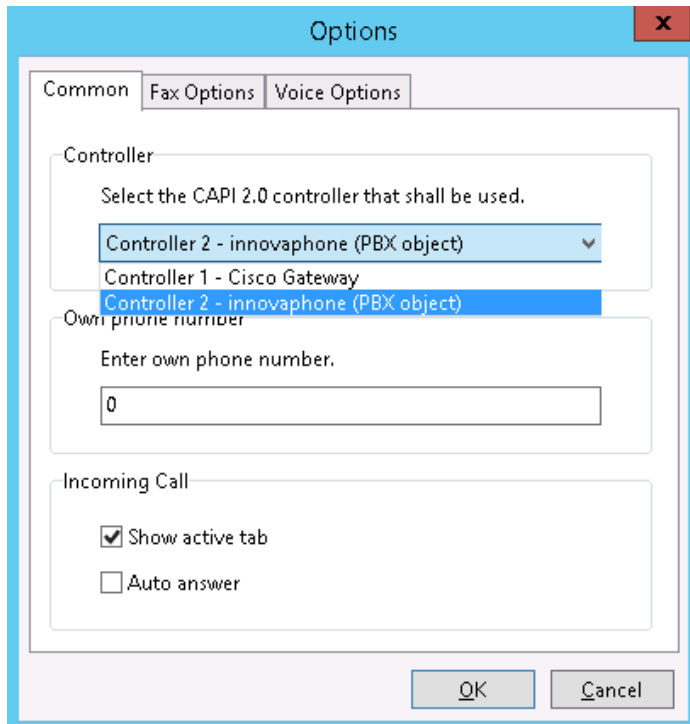 Options
x
Common
Fax Options
Voice Options
Controller
Select the CAPI 2.0 controller that shall be used.
Controller 2 - innovaphone (PBX object)
Controller 1 - Cisco Gateway
Controller 2 - innovaphone (PBX object)
Own phone number
Enter own phone number.
0
Incoming Call
Show active tab
Auto answer
OK
Cancel